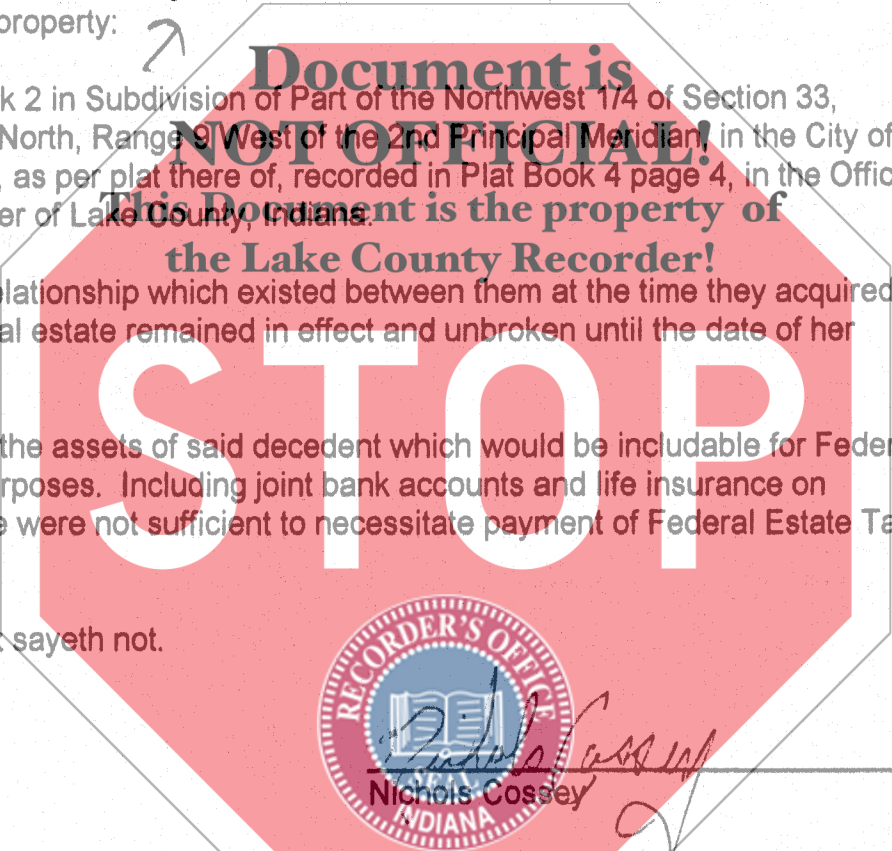 property:
Document is
k 2 in Subdivision of Part of the Northwest 1/4 of Section 33,
North, Range 9 West of the 2nd Principal Meridian, in the City of
NOT OFFICIAL!
, as per plat there of, recorded in Plat Book 4 page 4, in the Offic
er of Lake County, Indiana.
This Document is the property of
the Lake County Recorder!
elationship which existed between them at the time they acquired
al estate remained in effect and unbroken until the date of her
STOP
the assets of said decedent which would be includable for Feder
rposes. Including joint bank accounts and life insurance on
e were not sufficient to necessitate payment of Federal Estate Ta
sayeth not.
RECORDER'S OFFICE
SEAL
INDIANA
Nichols Cossey
Nichols Cossey